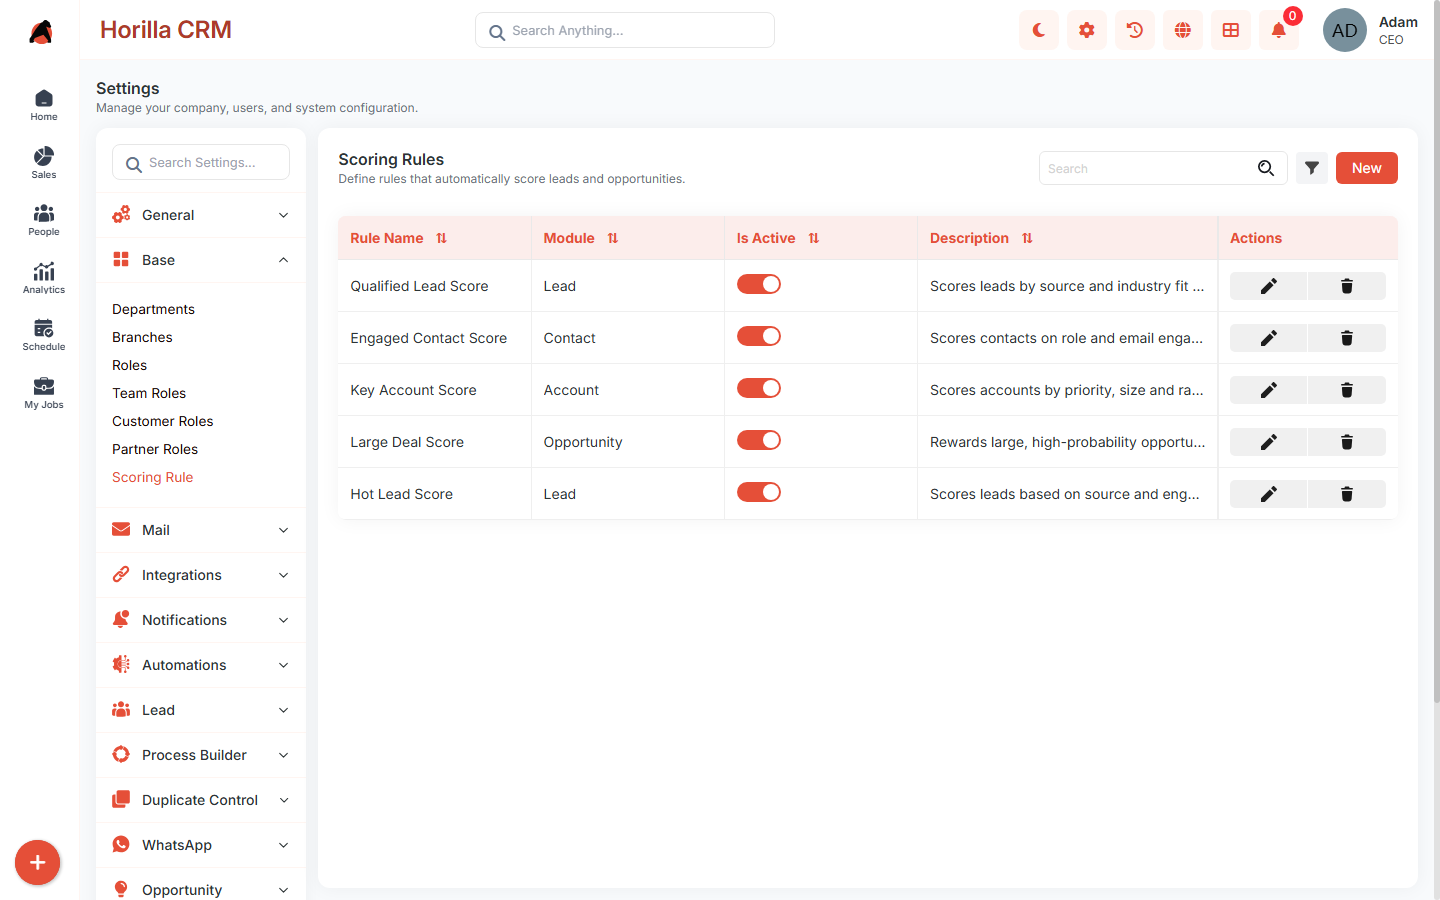 Horilla CRM
Search Anything...
0
AD
Adam
CEO
Home
Sales
People
Analytics
Schedule
My Jobs
Settings
Manage your company, users, and system configuration.
Search Settings...
General
Base
Departments
Branches
Roles
Team Roles
Customer Roles
Partner Roles
Scoring Rule
Mail
Integrations
Notifications
Automations
Lead
Process Builder
Duplicate Control
WhatsApp
Opportunity
Scoring Rules
Define rules that automatically score leads and opportunities.
Search
New
Rule Name Module Is Active Description Actions
Qualified Lead Score Lead Scores leads by source and industry fit ...
Engaged Contact Score Contact Scores contacts on role and email enga...
Key Account Score Account Scores accounts by priority, size and ra...
Large Deal Score Opportunity Rewards large, high-probability opportu...
Hot Lead Score Lead Scores leads based on source and eng...